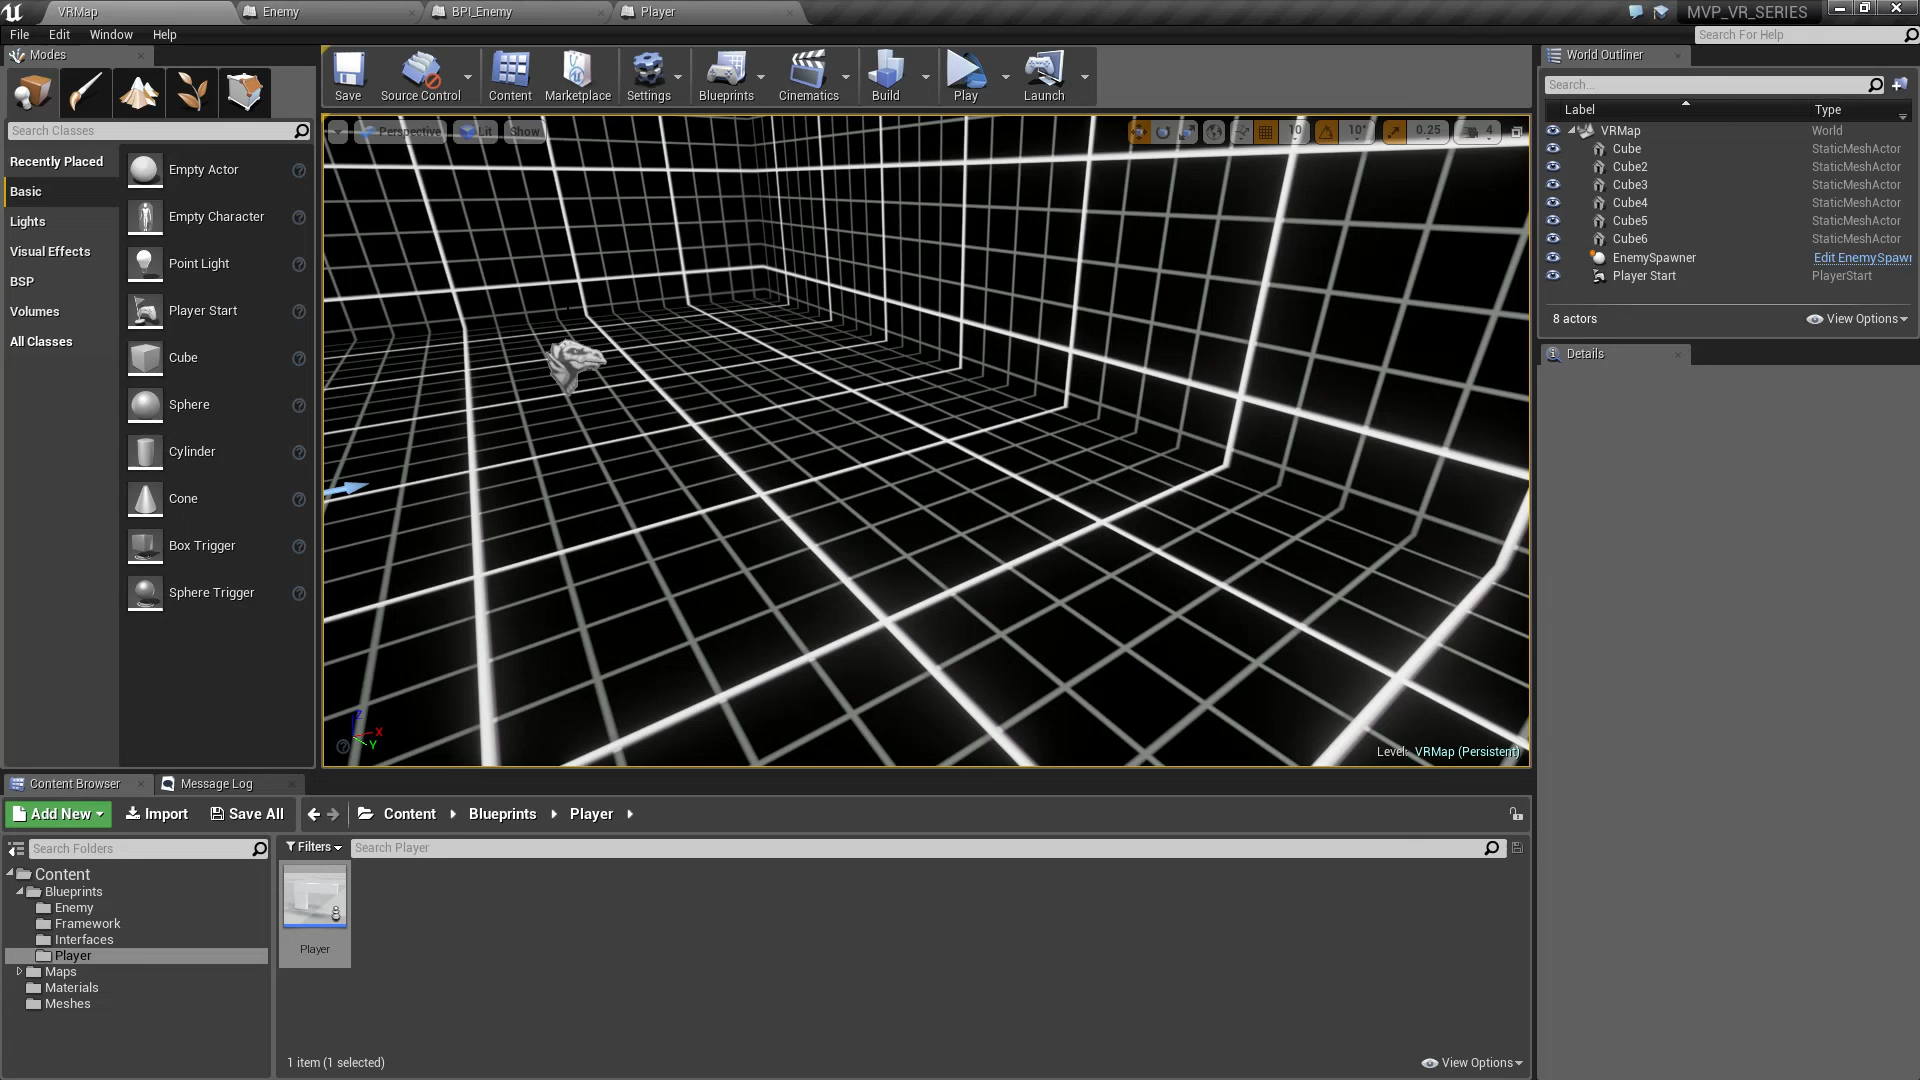 VRMap
Enemy
BPI_Enemy
Player
MVP_VR_SERIES
File
Edit
Window
Help
Search For Help
Modes
Save
Source Control
Content
Marketplace
Settings
Blueprints
Cinematics
Build
Play
Launch
Search Classes
Recently Placed
Basic
Lights
Visual Effects
BSP
Volumes
All Classes
Empty Actor
Empty Character
Point Light
Player Start
Cube
Sphere
Cylinder
Cone
Box Trigger
Sphere Trigger
Perspective
Lit
Show
10
10°
0.25
4
X
Y
Z
Level: VRMap (Persistent)
World Outliner
Search...
Label
Type
VRMap World
Cube StaticMeshActor
Cube2 StaticMeshActor
Cube3 StaticMeshActor
Cube4 StaticMeshActor
Cube5 StaticMeshActor
Cube6 StaticMeshActor
EnemySpawner Edit EnemySpawn
Player Start PlayerStart
8 actors
View Options
Details
Content Browser
Message Log
Add New
Import
Save All
Content
Blueprints
Player
Search Folders
Filters
Search Player
Content
Blueprints
Enemy
Framework
Interfaces
Player
Maps
Materials
Meshes
Player
1 item (1 selected)
View Options